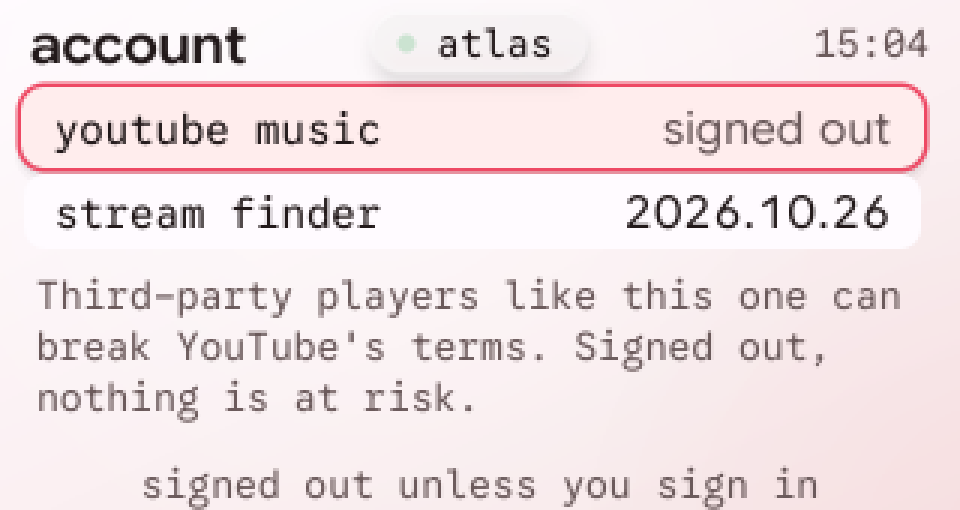 account
atlas
15:04
youtube music
signed out
stream finder
2026.10.26
Third-party players like this one can
break YouTube's terms. Signed out,
nothing is at risk.
signed out unless you sign in